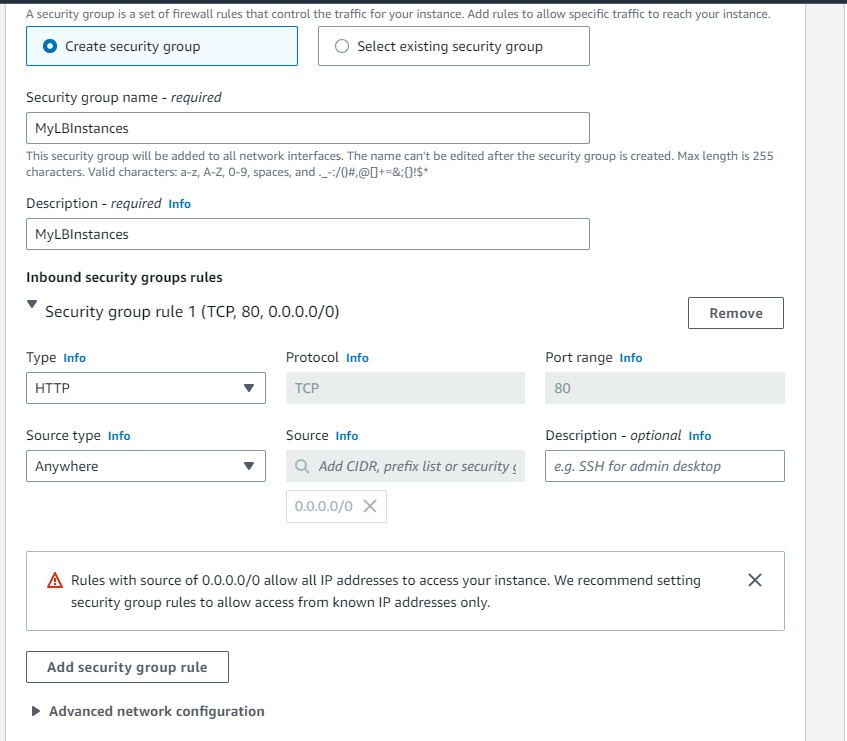 A security group is a set of firewall rules that control the traffic for your instance. Add rules to allow specific traffic to reach your instance.
Create security group
Select existing security group
Security group name - required
MyLBInstances
This security group will be added to all network interfaces. The name can't be edited after the security group is created. Max length is 255
characters. Valid characters: a-z, A-Z, 0-9, spaces, and ._-:/()#,@[]+=&;{}!$*
Description - required Info
MyLBInstances
Inbound security groups rules
Security group rule 1 (TCP, 80, 0.0.0.0/0)
Remove
Type Info
Protocol Info
Port range Info
HTTP
TCP
80
Source type Info
Source Info
Description - optional Info
Anywhere
Add CIDR, prefix list or security
e.g. SSH for admin desktop
0.0.0.0/0
Rules with source of 0.0.0.0/0 allow all IP addresses to access your instance. We recommend setting
security group rules to allow access from known IP addresses only.
Add security group rule
Advanced network configuration